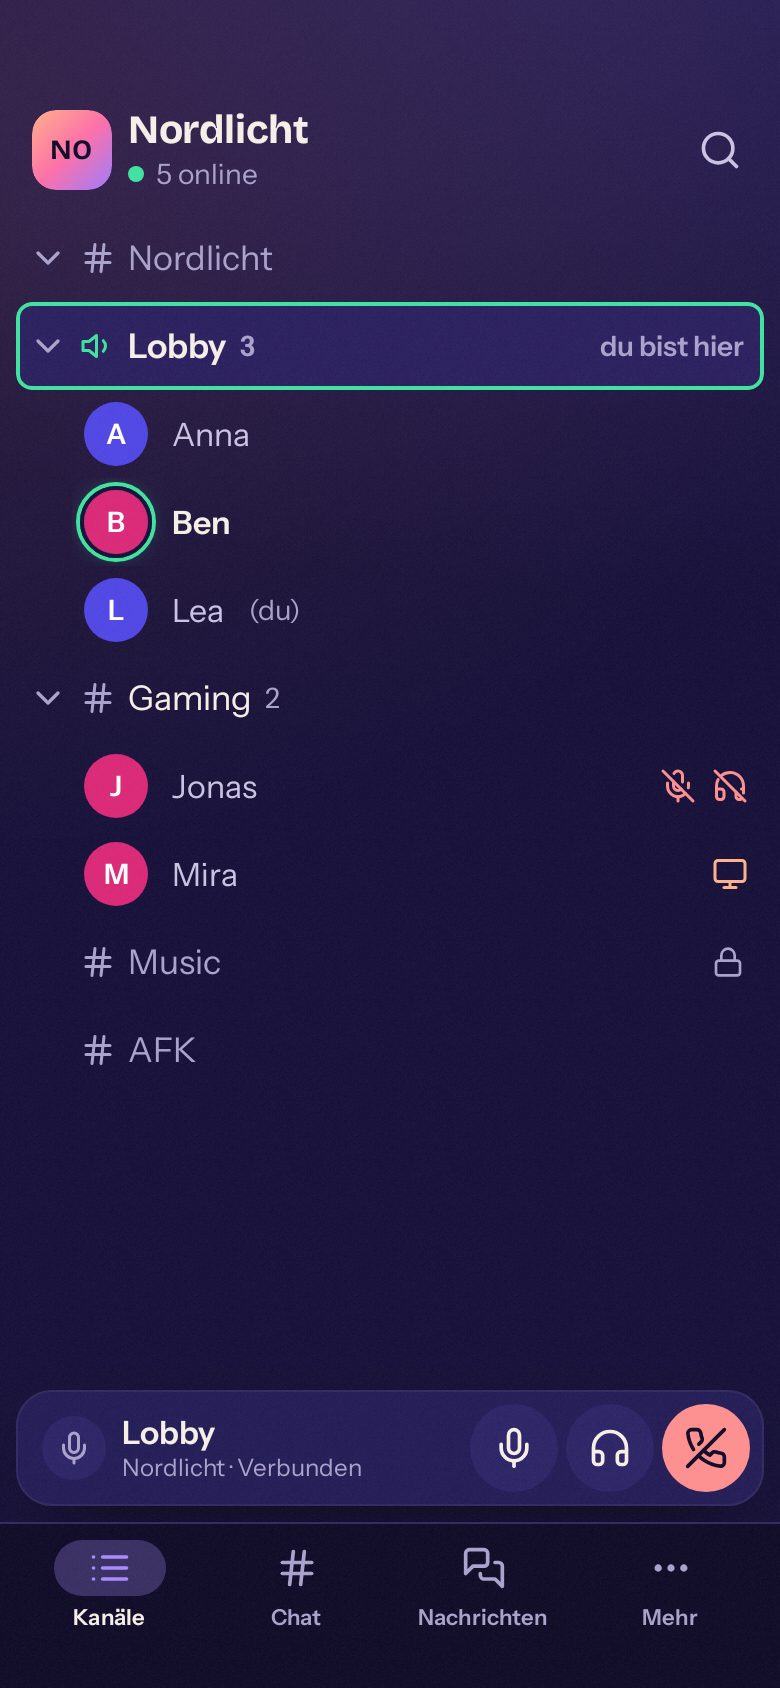 NO
Nordlicht
5 online
# Nordlicht
Lobby 3 du bist hier
A Anna
B Ben
L Lea (du)
# Gaming 2
J Jonas
M Mira
# Music
# AFK
Lobby
Nordlicht · Verbunden
Kanäle Chat Nachrichten Mehr